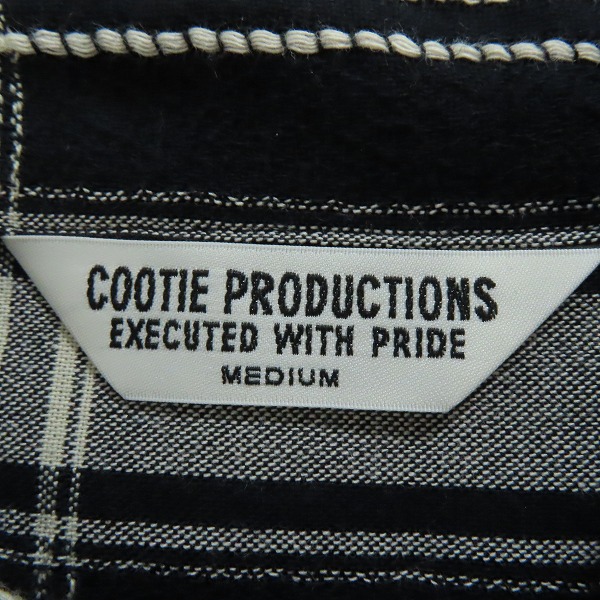 COOTIE PRODUCTIONS
EXECUTED WITH PRIDE
MEDIUM